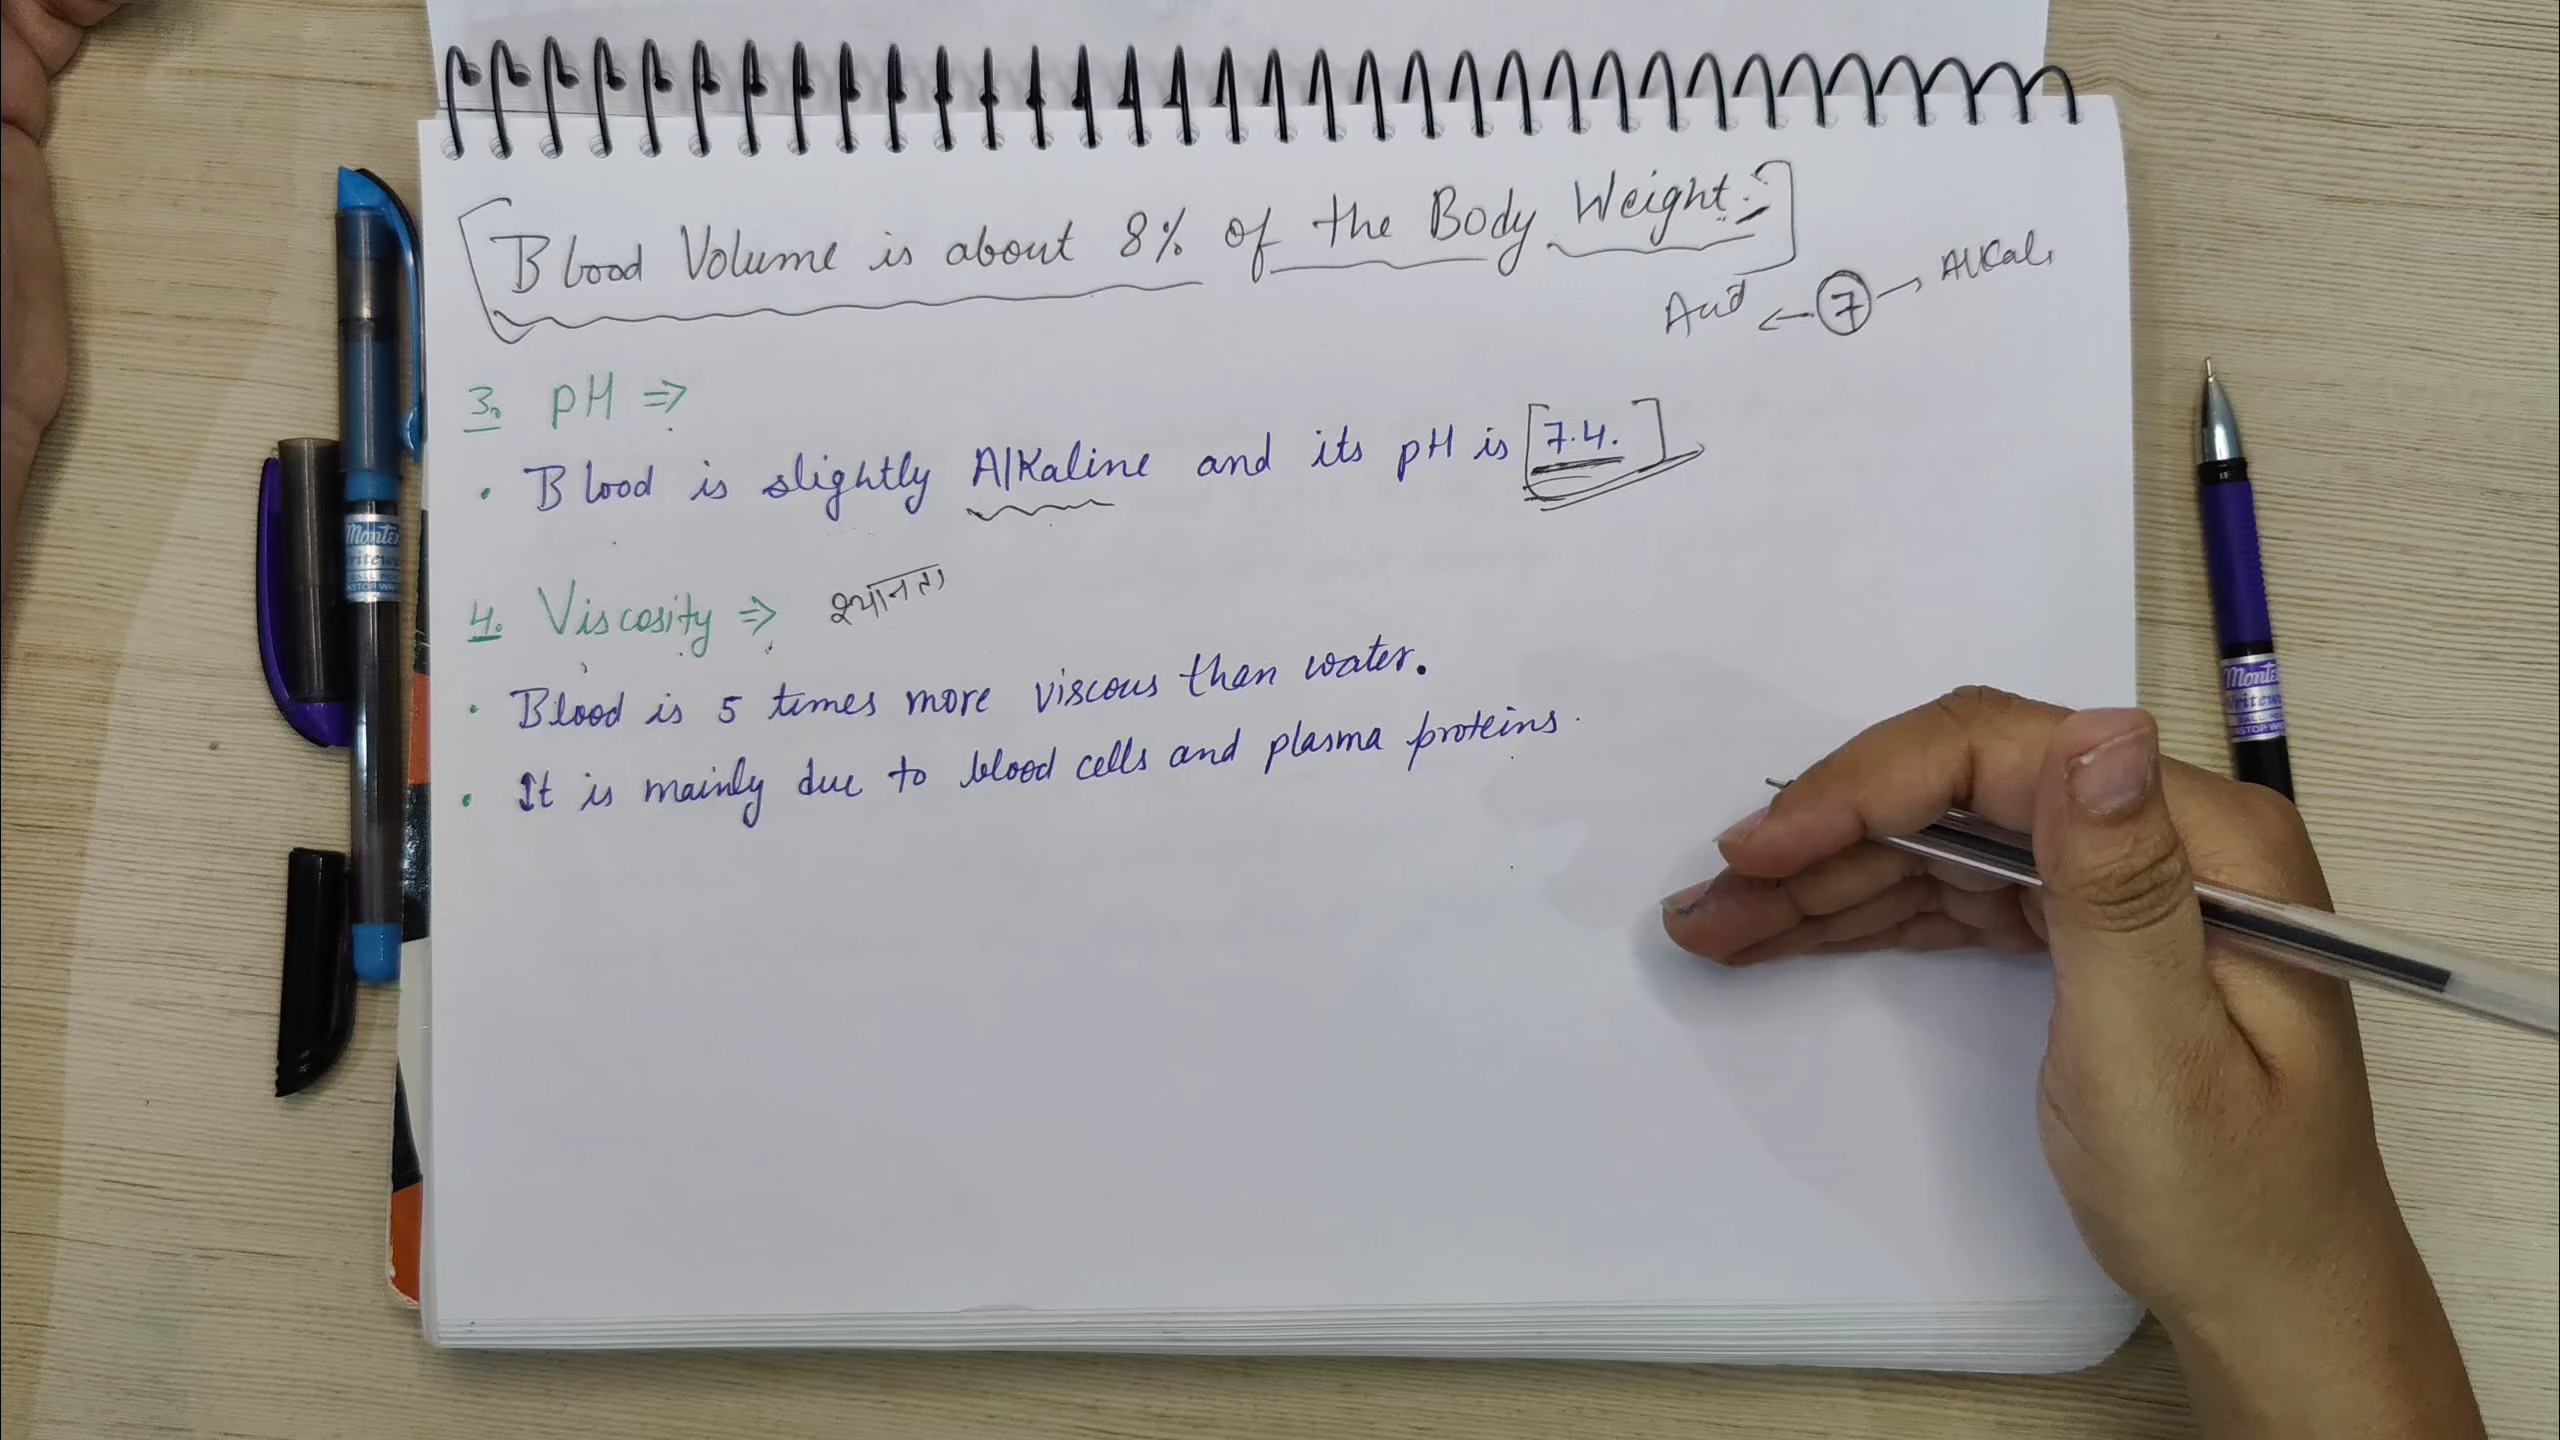 Blood Volume is about 8% of the Body Weight :-
Acid ← 7 → Alkali
3. pH ⇒
• Blood is slightly Alkaline and its pH is [7.4.]
4. Viscosity ⇒ श्यानता
• Blood is 5 times more viscous than water.
• It is mainly due to blood cells and plasma proteins.
Montex
Montex